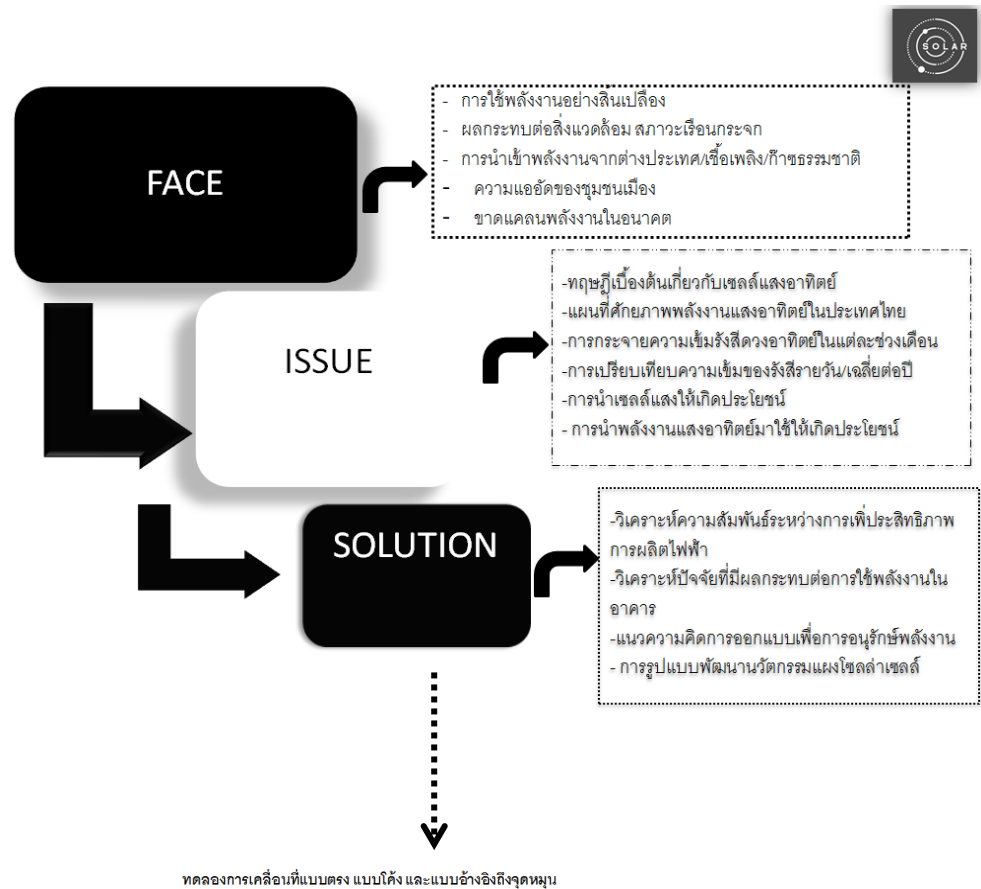 SOLAR
FACE
- การใช้พลังงานอย่างสินเปลือง
- ผลกระทบต่อสิ่งแวดล้อม สภาวะเรือนกระจก
- การนำเข้าพลังงานจากต่างประเทศ/เชื้อเพลิง/ก๊าซธรรมชาติ
- ความแออัดของชุมชนเมือง
- ขาดแคลนพลังงานในอนาคต
ISSUE
-ทฤษฎีเบื้องต้นเกี่ยวกับเซลล์แสงอาทิตย์
-แผนที่ศักยภาพพลังงานแสงอาทิตย์ในประเทศไทย
-การกระจายความเข้มรังสีดวงอาทิตย์ในแต่ละช่วงเดือน
-การเปรียบเทียบความเข้มของรังสีรายวัน/เฉลี่ยต่อปี
-การนำเซลล์แสงให้เกิดประโยชน์
- การนำพลังงานแสงอาทิตย์มาใช้ให้เกิดประโยชน์
SOLUTION
-วิเคราะห์ความสัมพันธ์ระหว่างการเพิ่ประสิทธิภาพ
การผลิตไฟฟ้า
-วิเคราะห์ปัจจัยที่มีผลกระทบต่อการใช้พลังงานใน
อาคาร
-แนวความคิดการออกแบบเพื่อการอนุรักษ์พลังงาน
- การรูปแบบพัฒนานวัตกรรมแผงโซลล่าเซลล์
ทดลองการเคลื่อนที่แบบตรง แบบโค้ง และแบบอ้างอิงถึงจุดหมุน